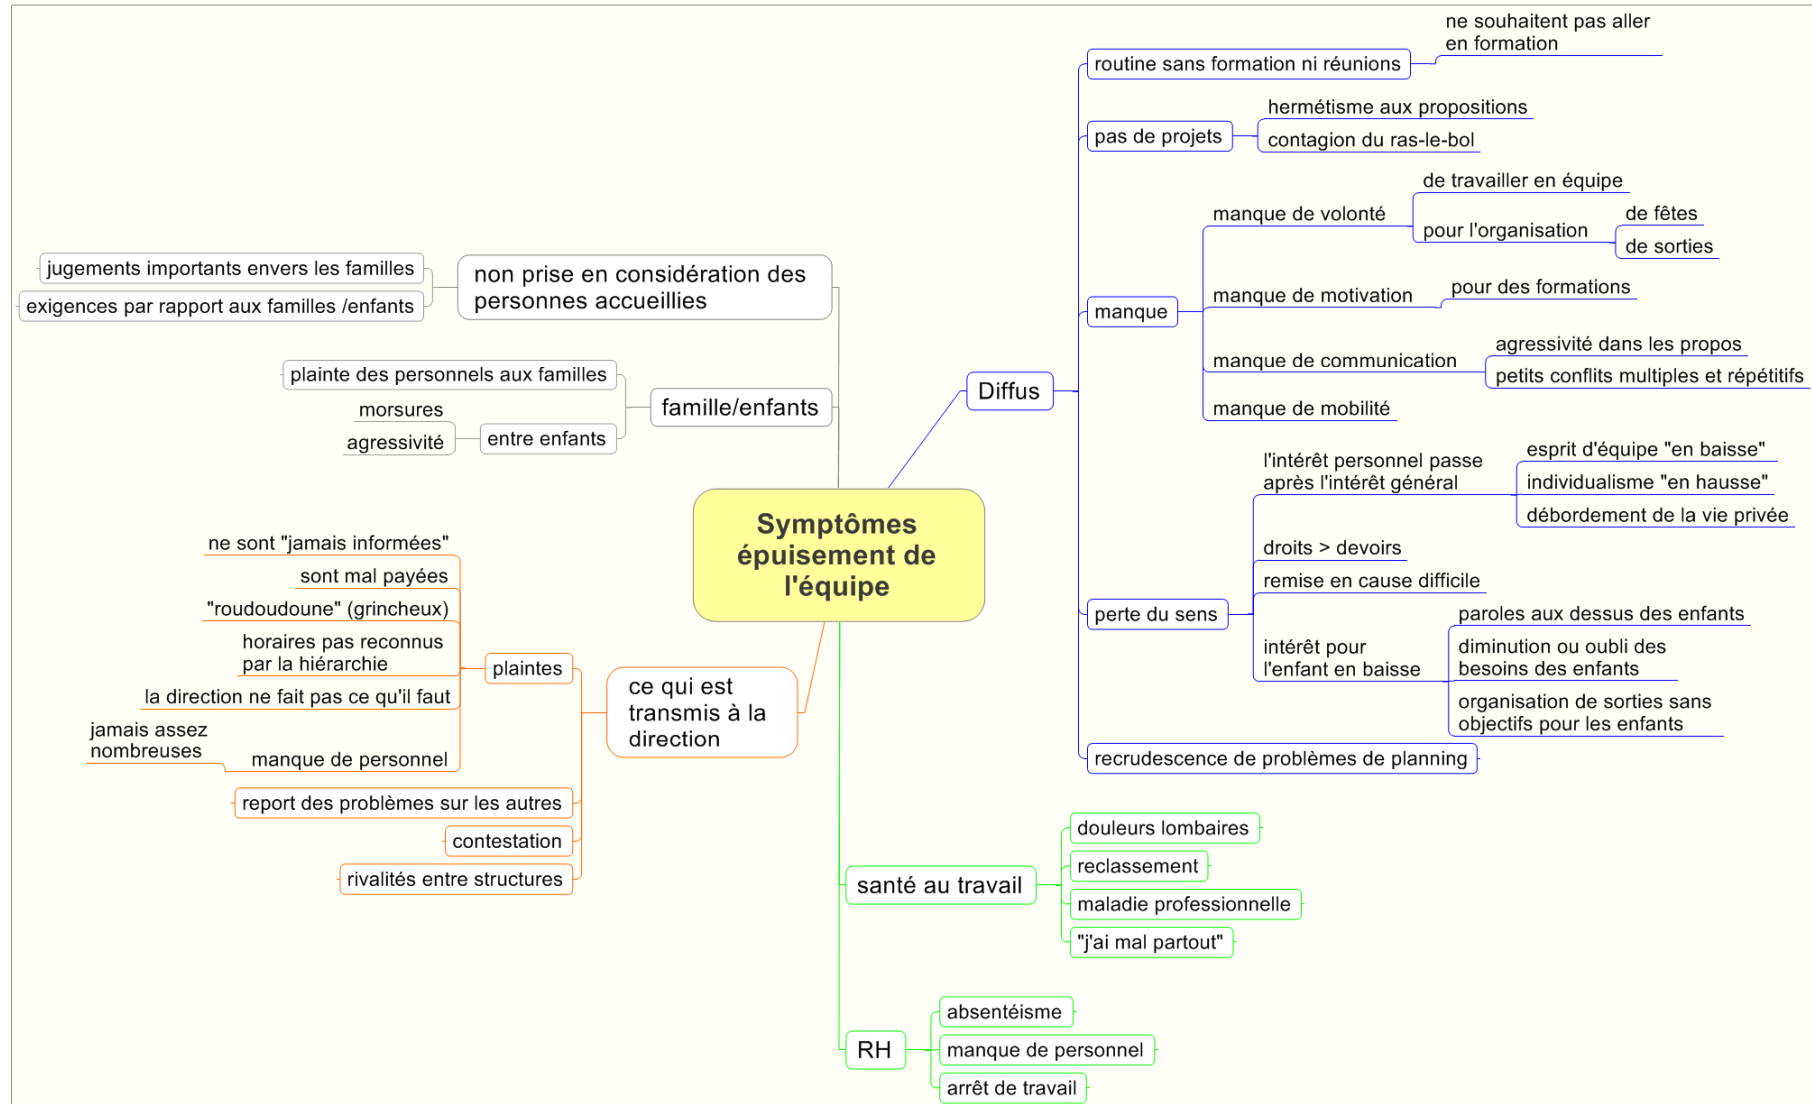 Symptômes
épuisement de
l'équipe
Diffus
routine sans formation ni réunions
ne souhaitent pas aller
en formation
pas de projets
hermétisme aux propositions
contagion du ras-le-bol
manque
manque de volonté
de travailler en équipe
pour l'organisation
de fêtes
de sorties
manque de motivation
pour des formations
manque de communication
agressivité dans les propos
petits conflits multiples et répétitifs
manque de mobilité
perte du sens
l'intérêt personnel passe
après l'intérêt général
esprit d'équipe "en baisse"
individualisme "en hausse"
débordement de la vie privée
droits > devoirs
remise en cause difficile
intérêt pour
l'enfant en baisse
paroles aux dessus des enfants
diminution ou oubli des
besoins des enfants
organisation de sorties sans
objectifs pour les enfants
recrudescence de problèmes de planning
santé au travail
douleurs lombaires
reclassement
maladie professionnelle
"j'ai mal partout"
RH
absentéisme
manque de personnel
arrêt de travail
non prise en considération des
personnes accueillies
jugements importants envers les familles
exigences par rapport aux familles /enfants
famille/enfants
plainte des personnels aux familles
entre enfants
morsures
agressivité
ce qui est
transmis à la
direction
plaintes
ne sont "jamais informées"
sont mal payées
"roudoudoune" (grincheux)
horaires pas reconnus
par la hiérarchie
la direction ne fait pas ce qu'il faut
manque de personnel
jamais assez
nombreuses
report des problèmes sur les autres
contestation
rivalités entre structures